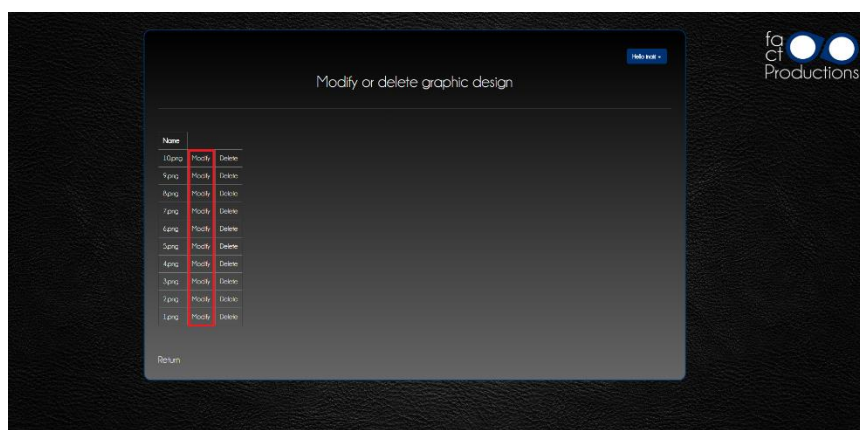 fa
ct
Productions
Modify or delete graphic design
Name
10.png Modify Delete
9.png Modify Delete
8.png Modify Delete
7.png Modify Delete
6.png Modify Delete
5.png Modify Delete
4.png Modify Delete
3.png Modify Delete
2.png Modify Delete
1.png Modify Delete
Return